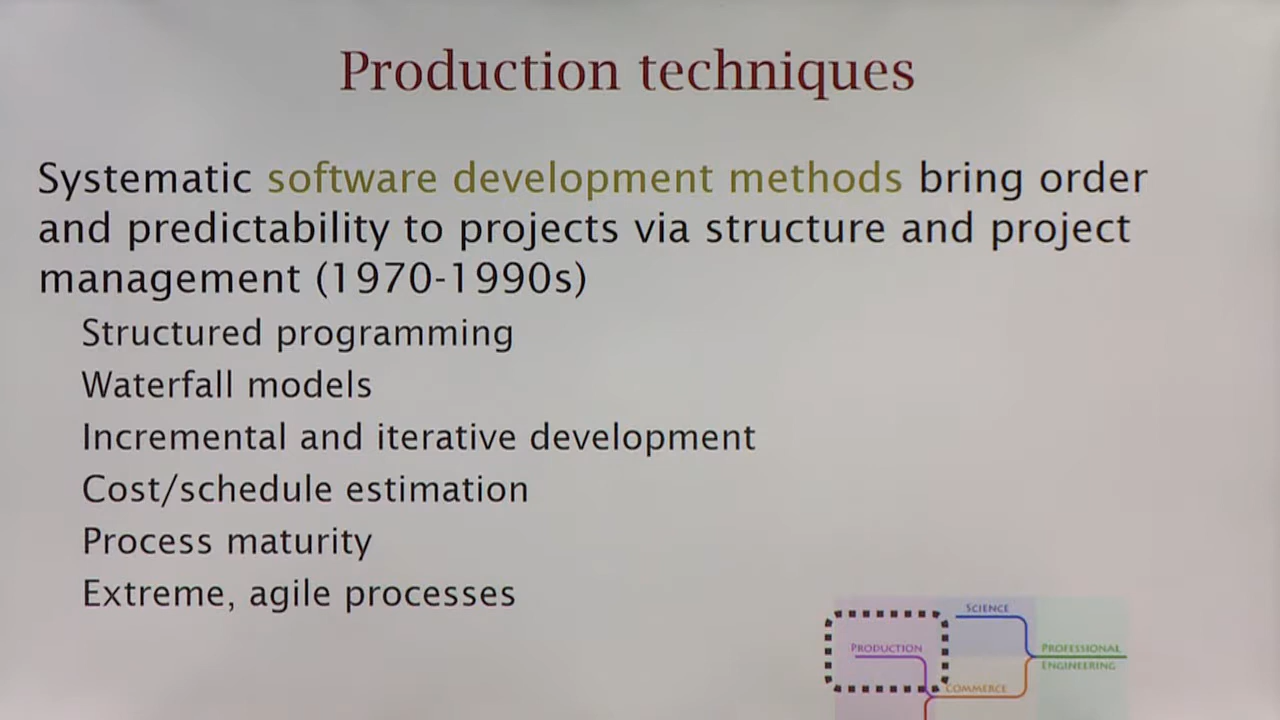 Production techniques
Systematic software development methods bring order
and predictability to projects via structure and project
management (1970-1990s)
Structured programming
Waterfall models
Incremental and iterative development
Cost/schedule estimation
Process maturity
Extreme, agile processes
SCIENCE
PRODUCTION
PROFESSIONAL
ENGINEERING
COMMERCE